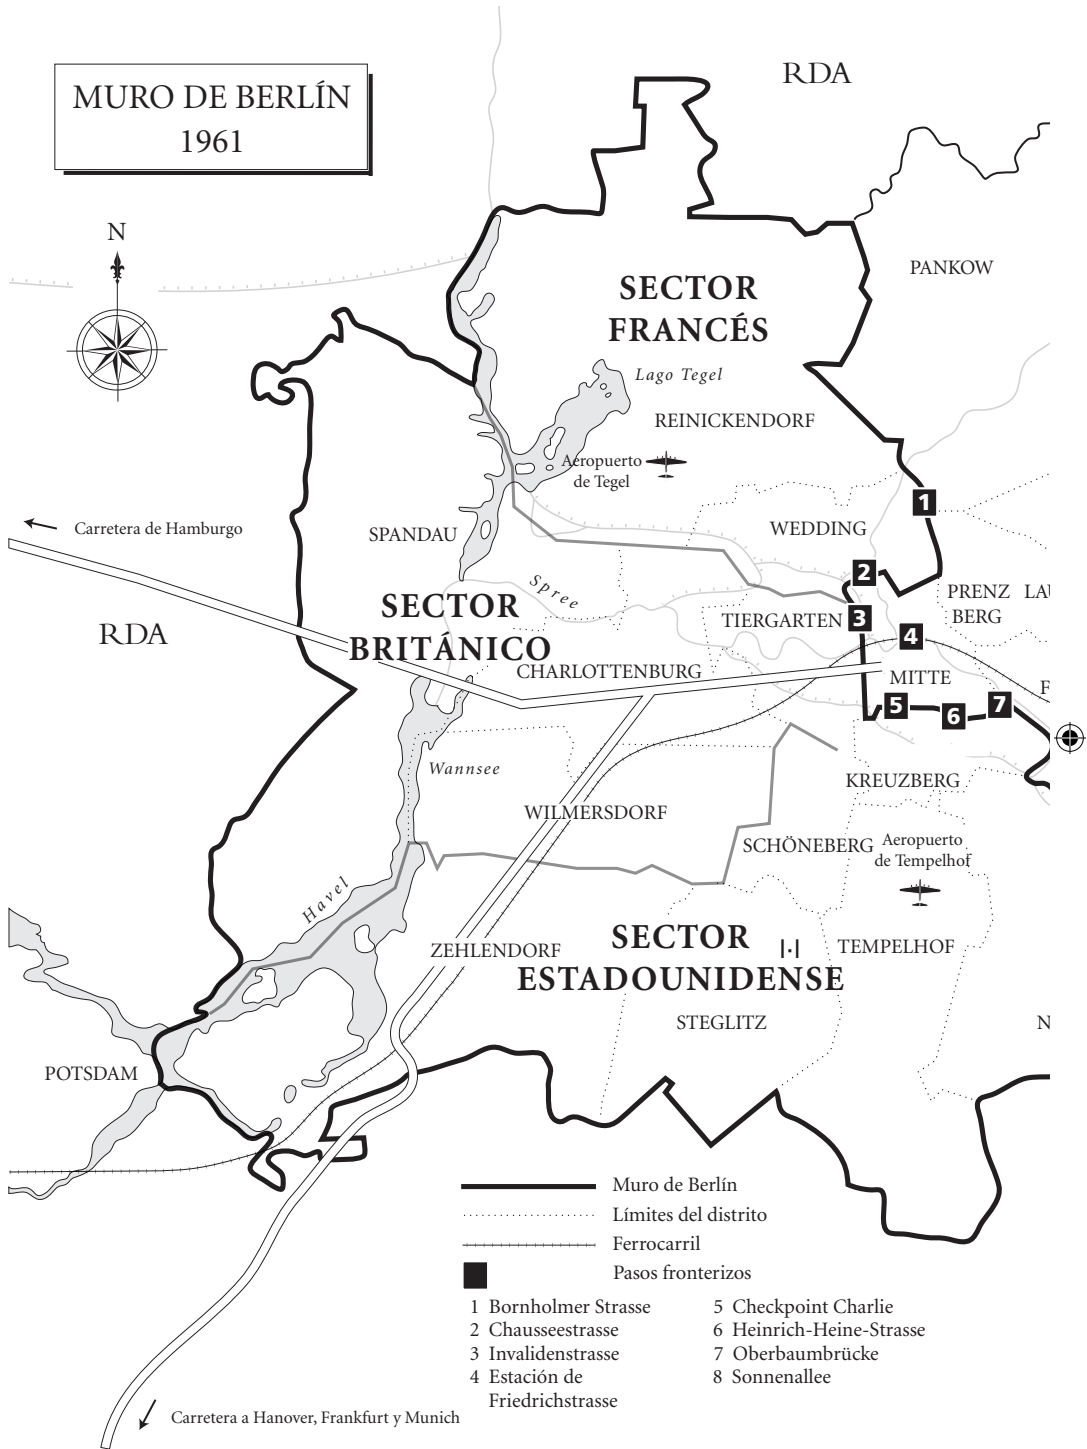 MURO DE BERLÍN
1961
RDA
N
PANKOW
SECTOR
FRANCÉS
Lago Tegel
REINICKENDORF
Aeropuerto
de Tegel
1
Carretera de Hamburgo
SPANDAU
WEDDING
2
Spree
PRENZ LAU
BERG
SECTOR
BRITÁNICO
RDA
TIERGARTEN
3
4
CHARLOTTENBURG
MITTE
F
5
6
7
Wannsee
KREUZBERG
WILMERSDORF
SCHÖNEBERG
Aeropuerto
de Tempelhof
Havel
ZEHLENDORF
SECTOR
ESTADOUNIDENSE
|.|
TEMPELHOF
STEGLITZ
N
POTSDAM
Muro de Berlín
Límites del distrito
Ferrocarril
Pasos fronterizos
1 Bornholmer Strasse
2 Chausseestrasse
3 Invalidenstrasse
4 Estación de
Friedrichstrasse
5 Checkpoint Charlie
6 Heinrich-Heine-Strasse
7 Oberbaumbrücke
8 Sonnenallee
Carretera a Hanover, Frankfurt y Munich